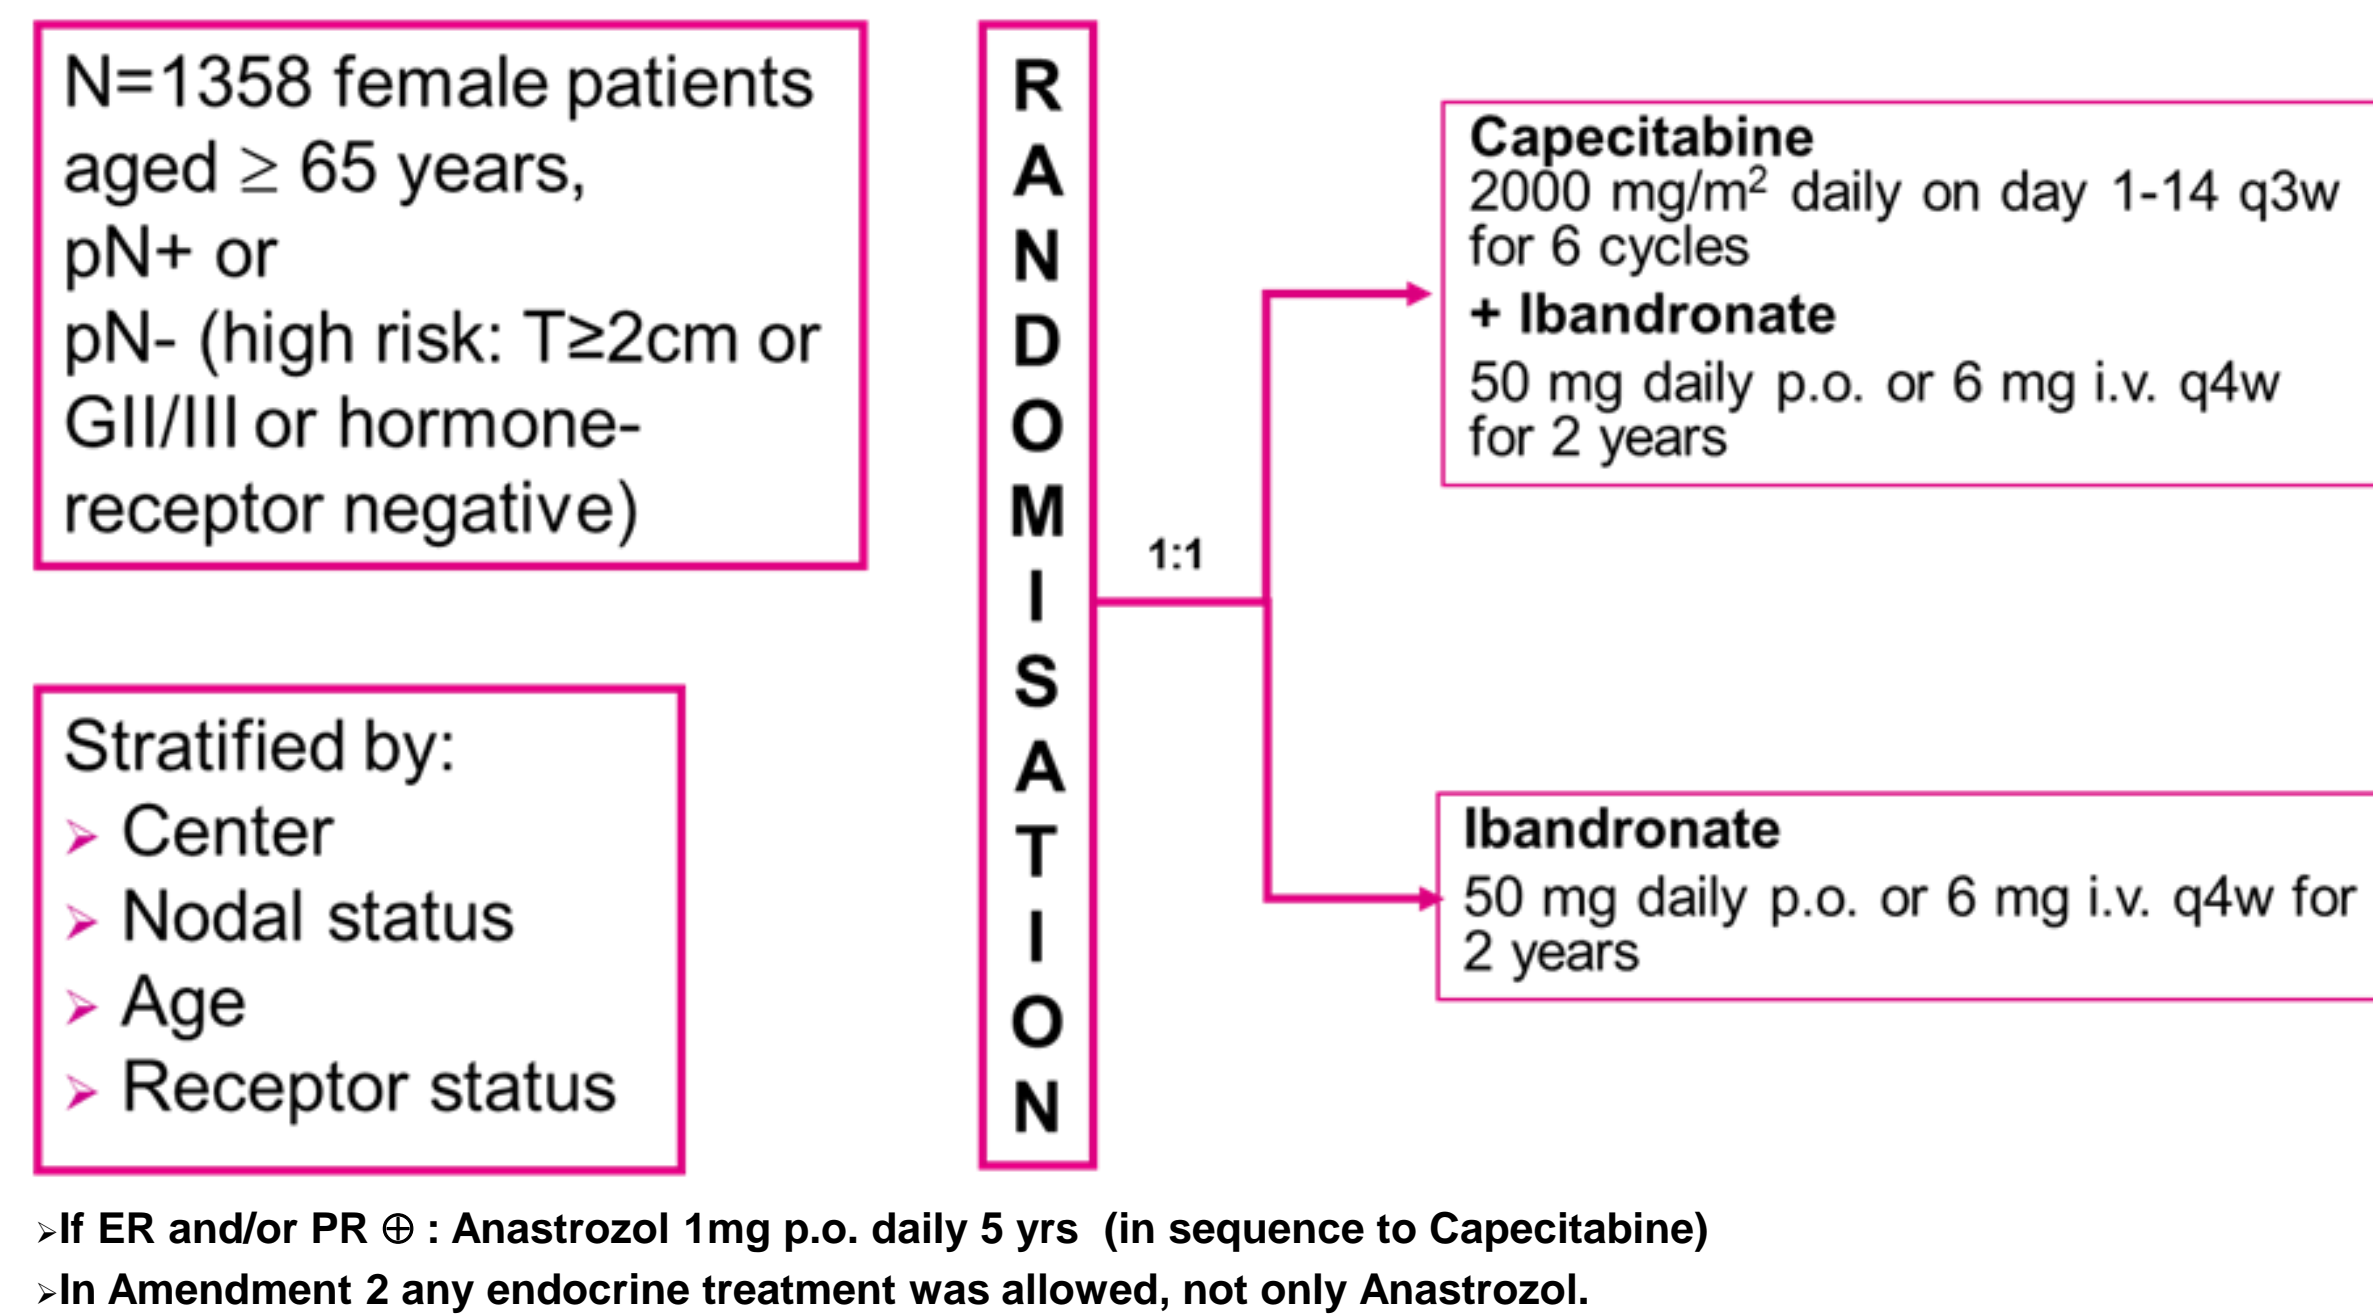 N=1358 female patients
aged ≥ 65 years,
pN+ or
pN- (high risk: T≥2cm or
GII/III or hormone-
receptor negative)
Stratified by:
➢ Center
➢ Nodal status
➢ Age
➢ Receptor status
R
A
N
D
O
M
I
S
A
T
I
O
N
1:1
Capecitabine
2000 mg/m² daily on day 1-14 q3w
for 6 cycles
+ Ibandronate
50 mg daily p.o. or 6 mg i.v. q4w
for 2 years
Ibandronate
50 mg daily p.o. or 6 mg i.v. q4w for
2 years
➢If ER and/or PR ⊕ : Anastrozol 1mg p.o. daily 5 yrs (in sequence to Capecitabine)
➢In Amendment 2 any endocrine treatment was allowed, not only Anastrozol.